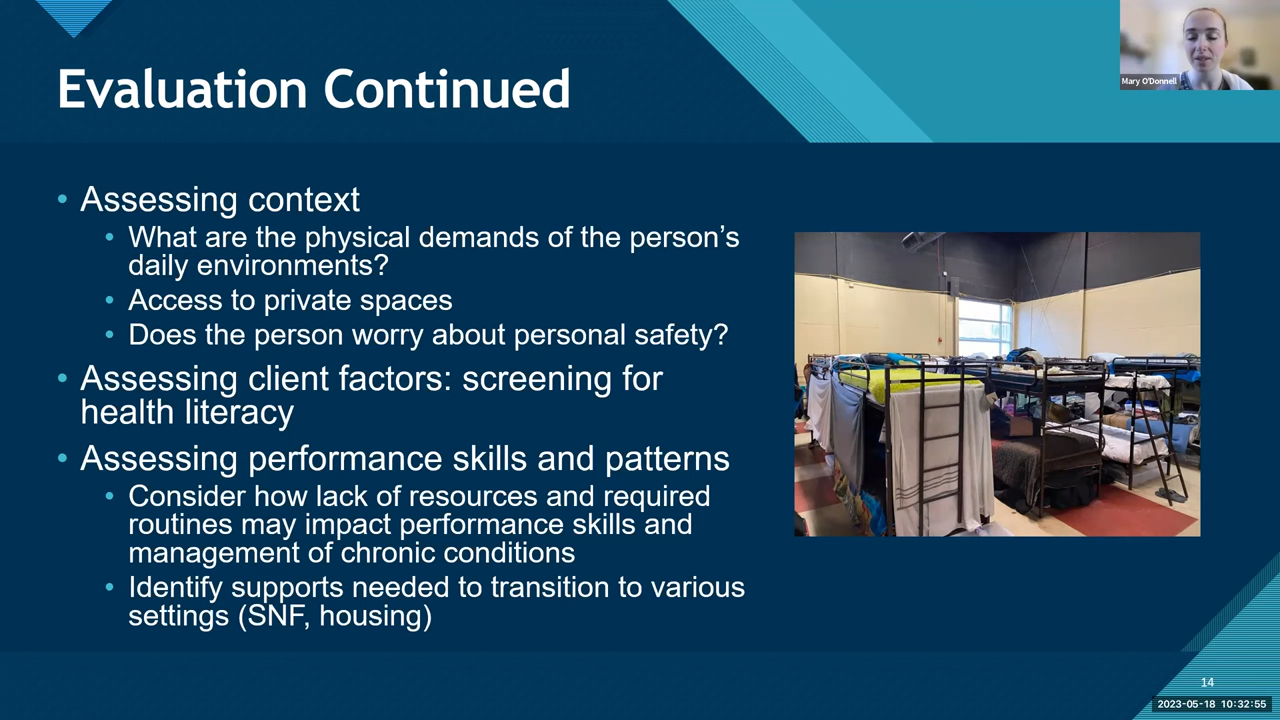 Evaluation Continued
Mary O'Donnell
• Assessing context
• What are the physical demands of the person's
daily environments?
• Access to private spaces
• Does the person worry about personal safety?
• Assessing client factors: screening for
health literacy
• Assessing performance skills and patterns
• Consider how lack of resources and required
routines may impact performance skills and
management of chronic conditions
• Identify supports needed to transition to various
settings (SNF, housing)
14
2023-05-18 10:32:55